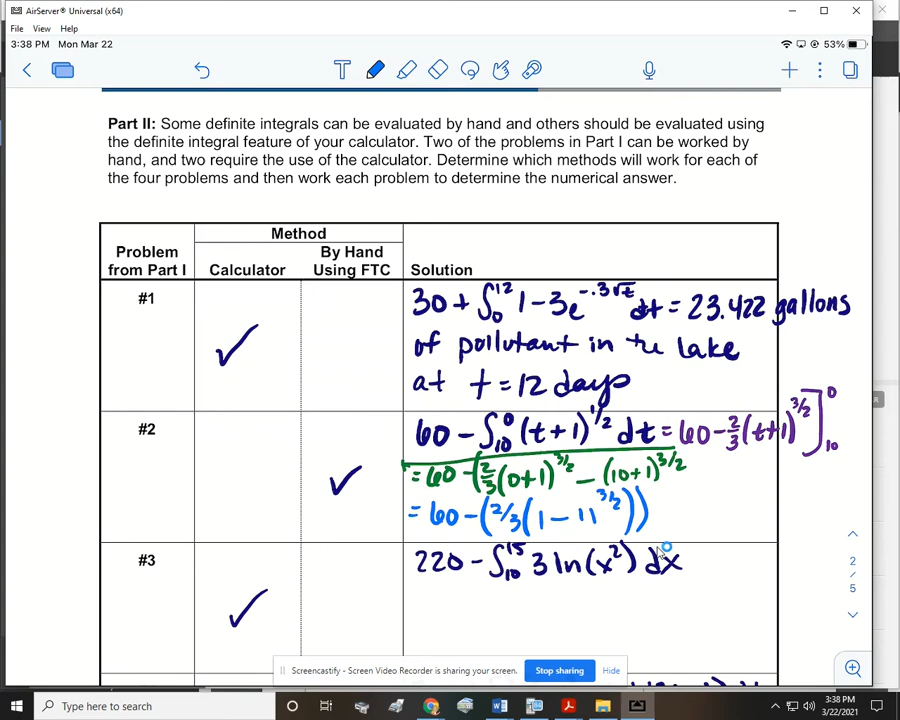 AirServer® Universal (x64)
File View Help
3:38 PM Mon Mar 22
53%
T
Part II: Some definite integrals can be evaluated by hand and others should be evaluated using
the definite integral feature of your calculator. Two of the problems in Part I can be worked by
hand, and two require the use of the calculator. Determine which methods will work for each of
the four problems and then work each problem to determine the numerical answer.
Method
Problem from Part I
Calculator
By Hand Using FTC
Solution
#1
✓
30 + ∫₀¹² 1 - 3e^(-.3√t) dt = 23.422 gallons
of pollutant in the lake
at t = 12 days
#2
✓
60 - ∫₁₀⁰ (t+1)^(1/2) dt = 60 - 2/3 (t+1)^(3/2) ]₁₀⁰
= 60 - (2/3 (0+1)^(3/2) - (10+1)^(3/2)
= 60 - (2/3 (1 - 11^(3/2)))
#3
✓
220 - ∫₁₀¹⁵ 3 ln(x²) dx
2
/
5
Screencastify - Screen Video Recorder is sharing your screen.
Stop sharing
Hide
Type here to search
3:38 PM
3/22/2021